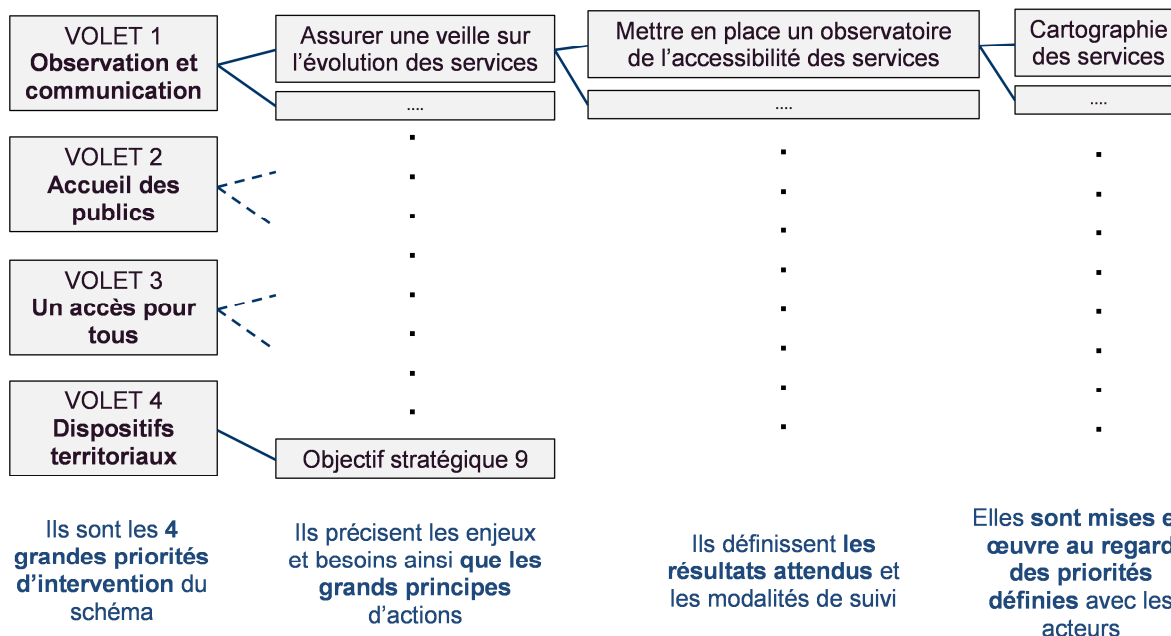 VOLET 1
Observation et
communication
Assurer une veille sur
l'évolution des services
....
Mettre en place un observatoire
de l'accessibilité des services
....
Cartographie
des services
....
VOLET 2
Accueil des
publics
VOLET 3
Un accès pour
tous
VOLET 4
Dispositifs
territoriaux
Objectif stratégique 9
Ils sont les 4
grandes priorités
d'intervention du
schéma
Ils précisent les enjeux
et besoins ainsi que les
grands principes
d'actions
Ils définissent les
résultats attendus et
les modalités de suivi
Elles sont mises e
œuvre au regard
des priorités
définies avec les
acteurs